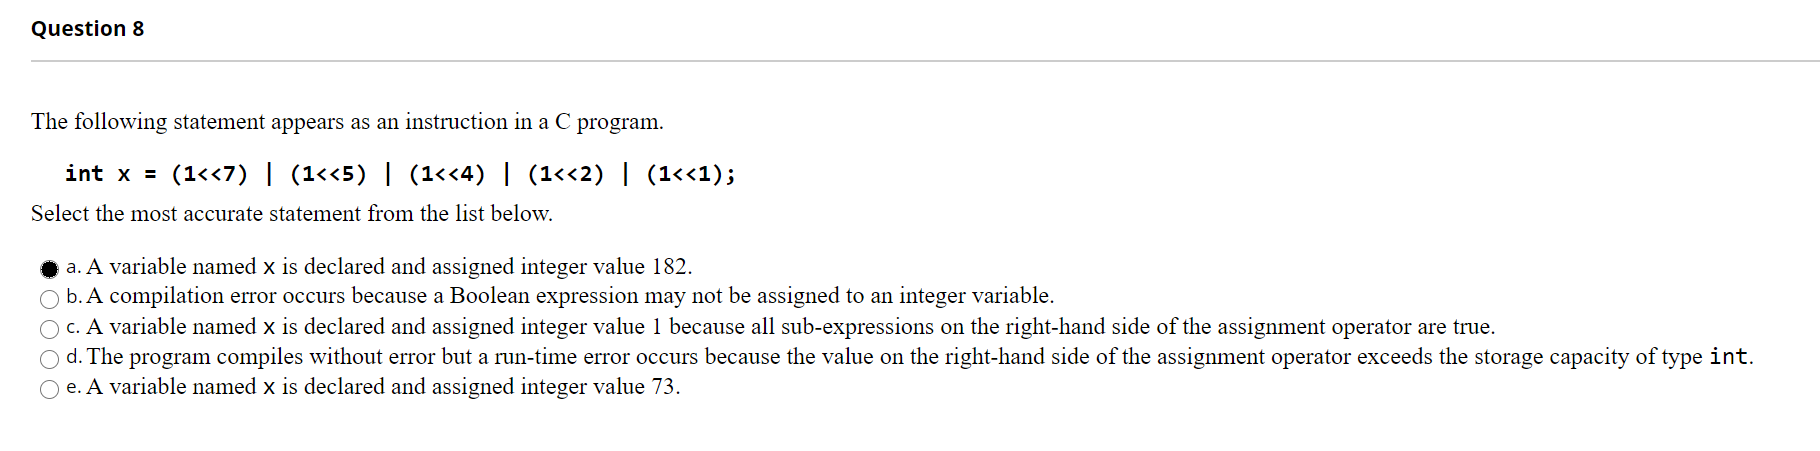 Question 8
The following statement appears as an instruction in a C program.
int x = (1<<7) | (1<<5) | (1<<4) | (1<<2) | (1<<1);
Select the most accurate statement from the list below.
a. A variable named x is declared and assigned integer value 182.
b. A compilation error occurs because a Boolean expression may not be assigned to an integer variable.
c. A variable named x is declared and assigned integer value 1 because all sub-expressions on the right-hand side of the assignment operator are true.
d. The program compiles without error but a run-time error occurs because the value on the right-hand side of the assignment operator exceeds the storage capacity of type int.
e. A variable named x is declared and assigned integer value 73.